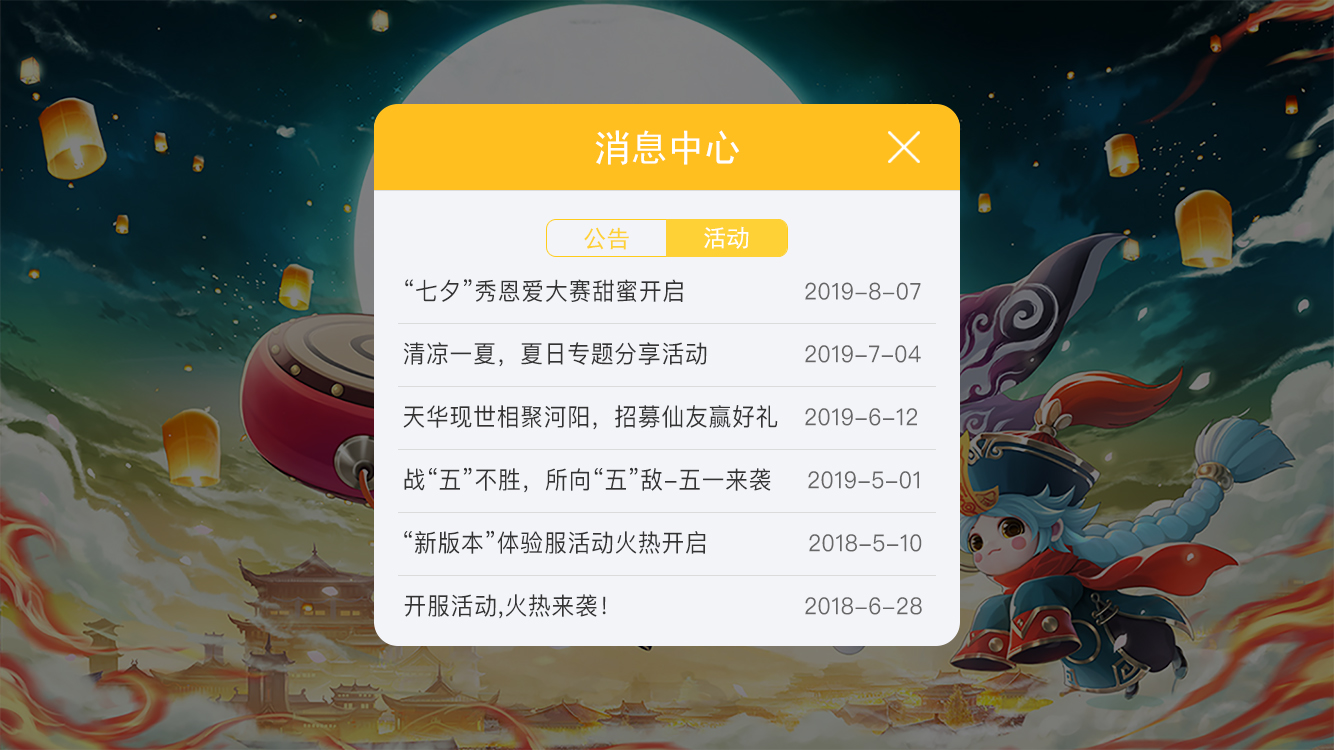 消息中心
公告 活动
“七夕”秀恩爱大赛甜蜜开启 2019-8-07
清凉一夏，夏日专题分享活动 2019-7-04
天华现世相聚河阳，招募仙友赢好礼 2019-6-12
战“五”不胜，所向“五”敌-五一来袭 2019-5-01
“新版本”体验服活动火热开启 2018-5-10
开服活动,火热来袭！ 2018-6-28